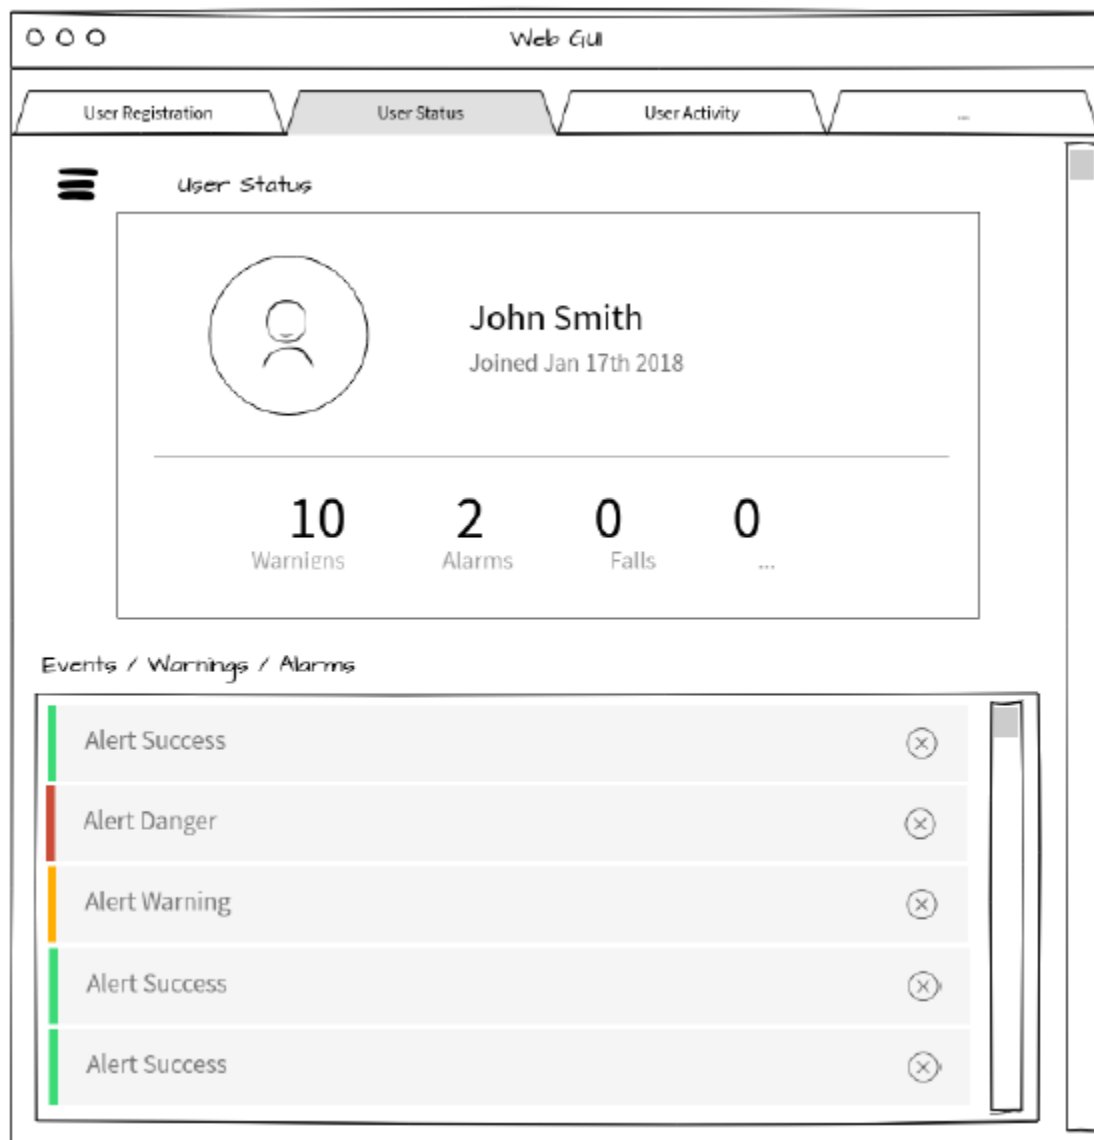 Web GUI
User Registration User Status User Activity ...
User Status
John Smith
Joined Jan 17th 2018
10 2 0 0
Warnigns Alarms Falls ...
Events / Warnings / Alarms
Alert Success
Alert Danger
Alert Warning
Alert Success
Alert Success